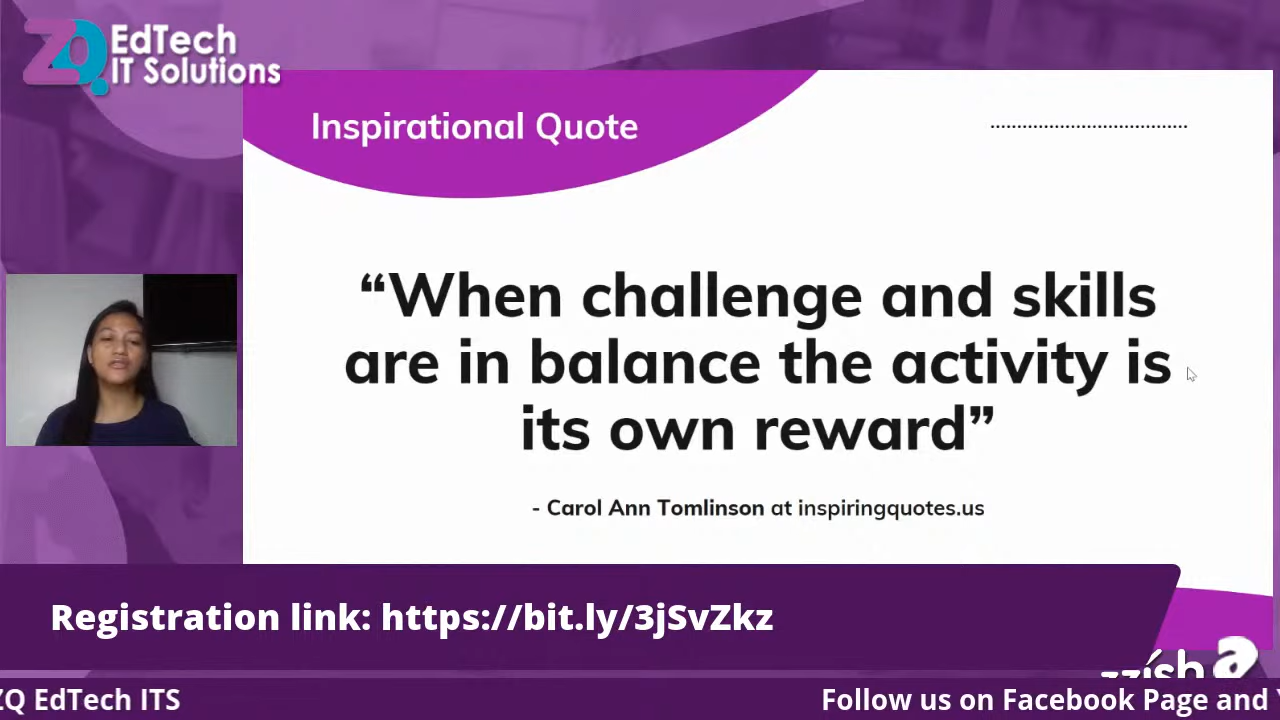 ZQ EdTech
IT Solutions
Inspirational Quote
“When challenge and skills
are in balance the activity is
its own reward”
- Carol Ann Tomlinson at inspiringquotes.us
Registration link: https://bit.ly/3jSvZkz
zzish a
ZQ EdTech ITS
Follow us on Facebook Page and